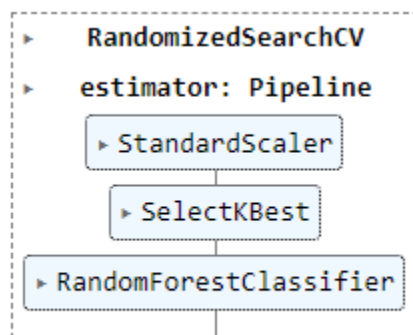 RandomizedSearchCV
estimator: Pipeline
StandardScaler
SelectKBest
RandomForestClassifier